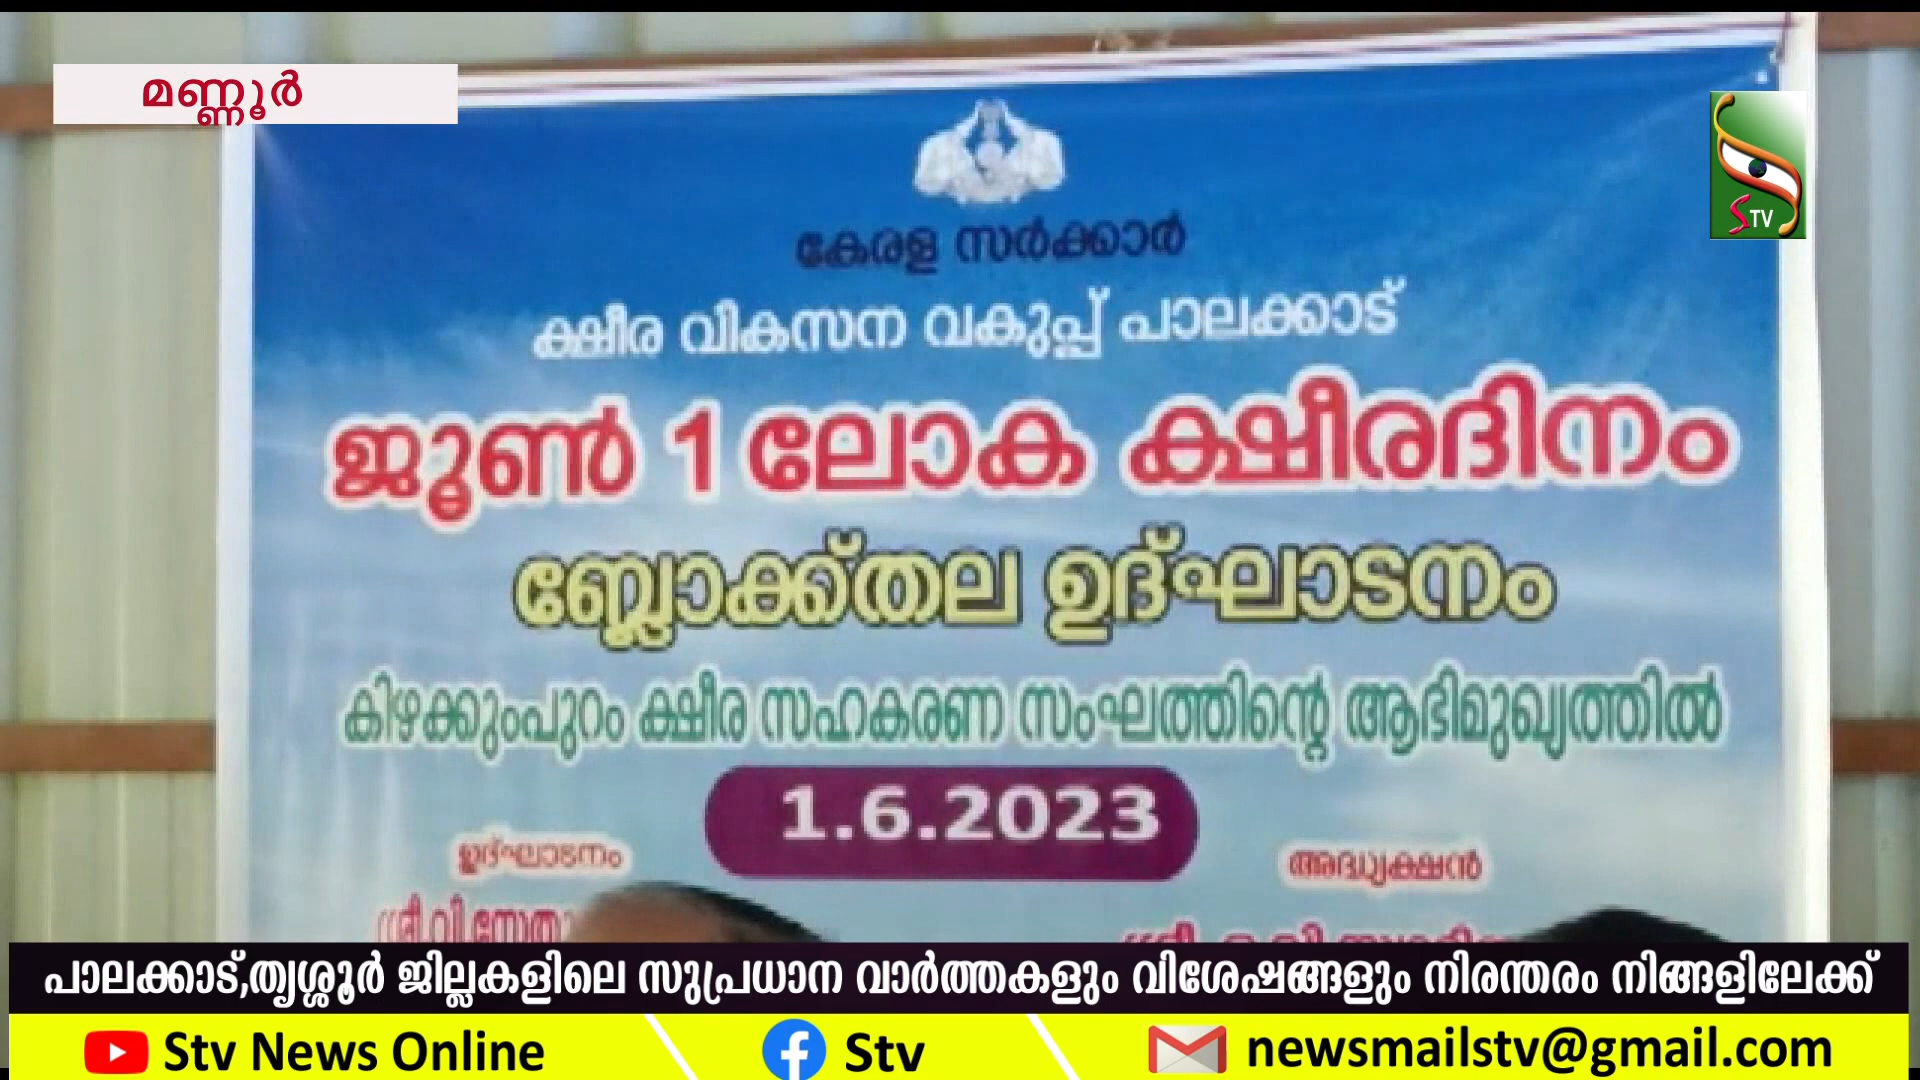 മണ്ണൂർ
STV
കേരള സർക്കാർ
ക്ഷീര വികസന വകുപ്പ് പാലക്കാട്
ജൂൺ 1 ലോക ക്ഷീരദിനം
ബ്ലോക്ക്തല ഉദ്ഘാടനം
കിഴക്കുംപുറം ക്ഷീര സഹകരണ സംഘത്തിന്റെ ആഭിമുഖ്യത്തിൽ
1.6.2023
ഉദ്ഘാടനം
അദ്ധ്യക്ഷൻ
ശ്രീ.വി.സേതു
പാലക്കാട്,തൃശ്ശൂർ ജില്ലകളിലെ സുപ്രധാന വാർത്തകളും വിശേഷങ്ങളും നിരന്തരം നിങ്ങളിലേക്ക്
Stv News Online
Stv
newsmailstv@gmail.com